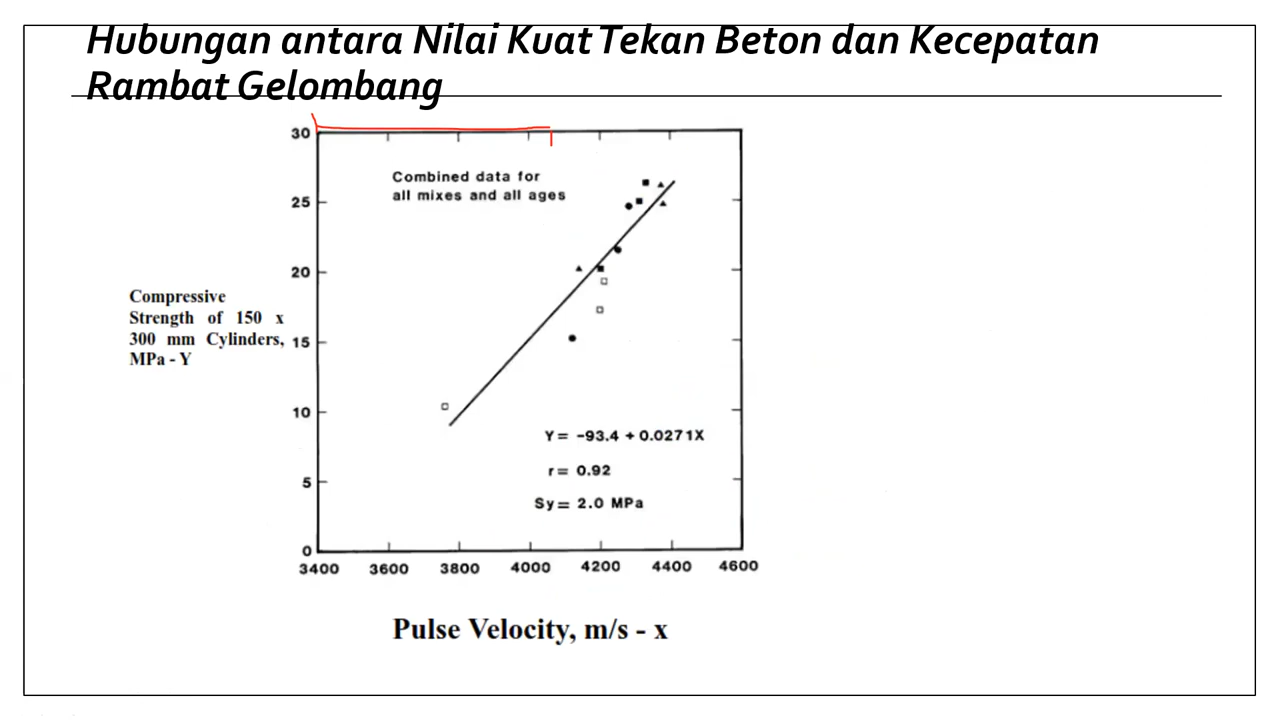 Hubungan antara Nilai Kuat Tekan Beton dan Kecepatan
Rambat Gelombang
30
Combined data for
all mixes and all ages
25
20
Compressive
Strength of 150 x
300 mm Cylinders,
MPa - Y
15
10
Y = -93.4 + 0.0271X
r = 0.92
5
Sy = 2.0 MPa
0
3400 3600 3800 4000 4200 4400 4600
Pulse Velocity, m/s - x